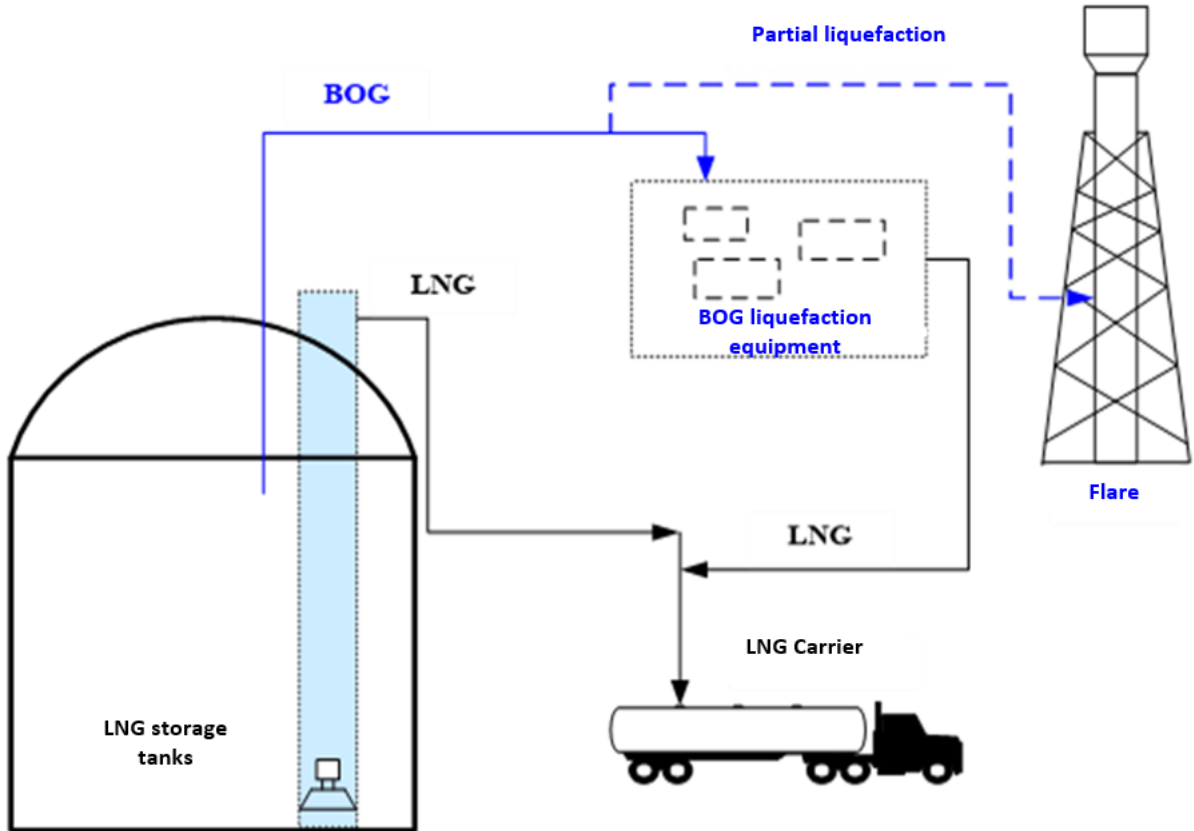 Partial liquefaction
BOG
LNG
BOG liquefaction
equipment
Flare
LNG
LNG Carrier
LNG storage
tanks